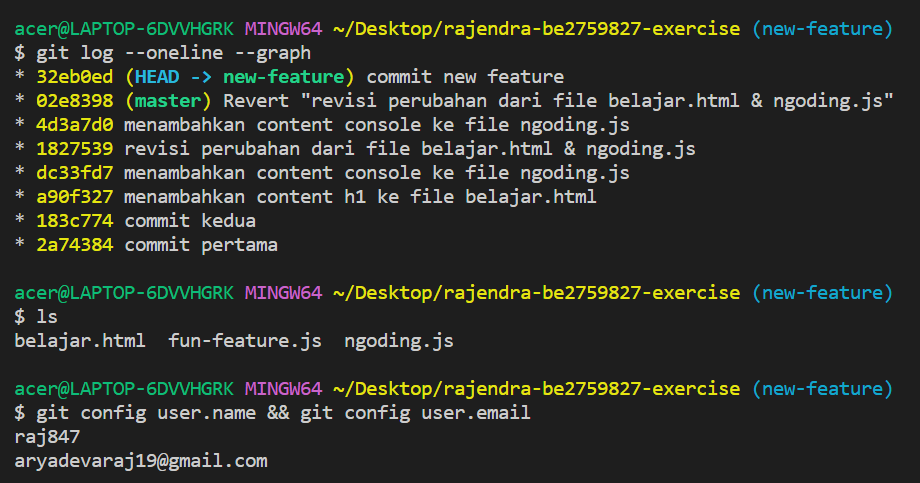 acer@LAPTOP-6DVVHGRK MINGW64 ~/Desktop/rajendra-be2759827-exercise (new-feature)
$ git log --oneline --graph
* 32eb0ed (HEAD -> new-feature) commit new feature
* 02e8398 (master) Revert "revisi perubahan dari file belajar.html & ngoding.js"
* 4d3a7d0 menambahkan content console ke file ngoding.js
* 1827539 revisi perubahan dari file belajar.html & ngoding.js
* dc33fd7 menambahkan content console ke file ngoding.js
* a90f327 menambahkan content h1 ke file belajar.html
* 183c774 commit kedua
* 2a74384 commit pertama
acer@LAPTOP-6DVVHGRK MINGW64 ~/Desktop/rajendra-be2759827-exercise (new-feature)
$ ls
belajar.html  fun-feature.js  ngoding.js
acer@LAPTOP-6DVVHGRK MINGW64 ~/Desktop/rajendra-be2759827-exercise (new-feature)
$ git config user.name && git config user.email
raj847
aryadevaraj19@gmail.com